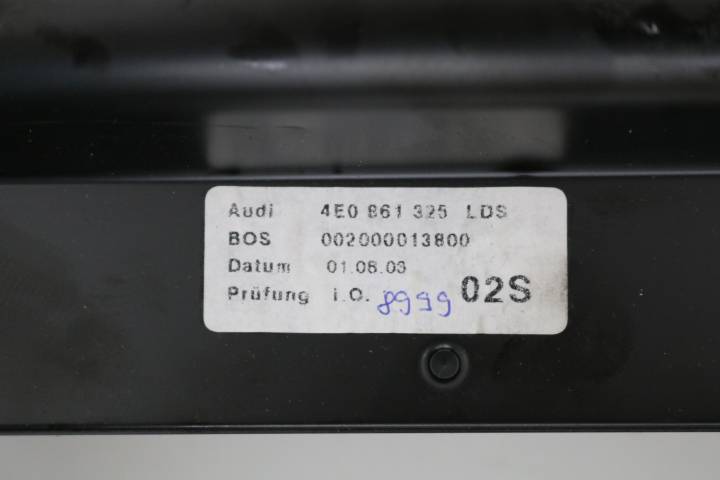 Audi 4E0 861 325 LDS
BOS 002000013800
Datum 01.08.03
Prüfung i.O. 8999 02S